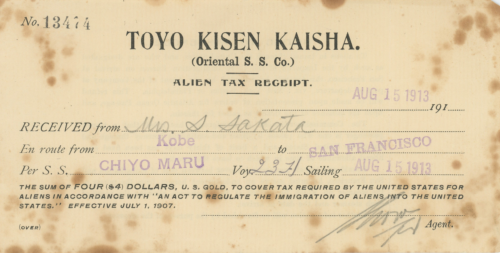 No. 13474
TOYO KISEN KAISHA.
(Oriental S. S. Co.)
ALIEN TAX RECEIPT.
AUG 15 1913 191
RECEIVED from Mrs. S. Sakata
En route from Kobe to SAN FRANCISCO
Per S. S. CHIYO MARU Voy. Sailing AUG 15 1913
THE SUM OF FOUR ($4) DOLLARS, U. S. GOLD, TO COVER TAX REQUIRED BY THE UNITED STATES FOR
ALIENS IN ACCORDANCE WITH "AN ACT TO REGULATE THE IMMIGRATION OF ALIENS INTO THE UNITED
STATES." EFFECTIVE JULY 1. 1907.
Agent.
(OVER)